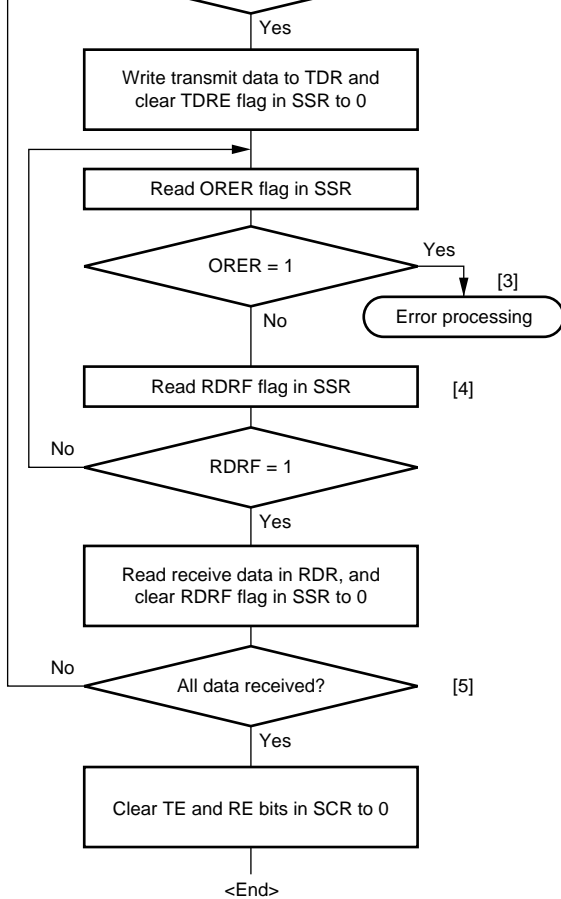 Yes
Write transmit data to TDR and
clear TDRE flag in SSR to 0
Read ORER flag in SSR
ORER = 1
Yes
[3]
Error processing
No
Read RDRF flag in SSR
[4]
No
RDRF = 1
Yes
Read receive data in RDR, and
clear RDRF flag in SSR to 0
No
All data received?
[5]
Yes
Clear TE and RE bits in SCR to 0
<End>